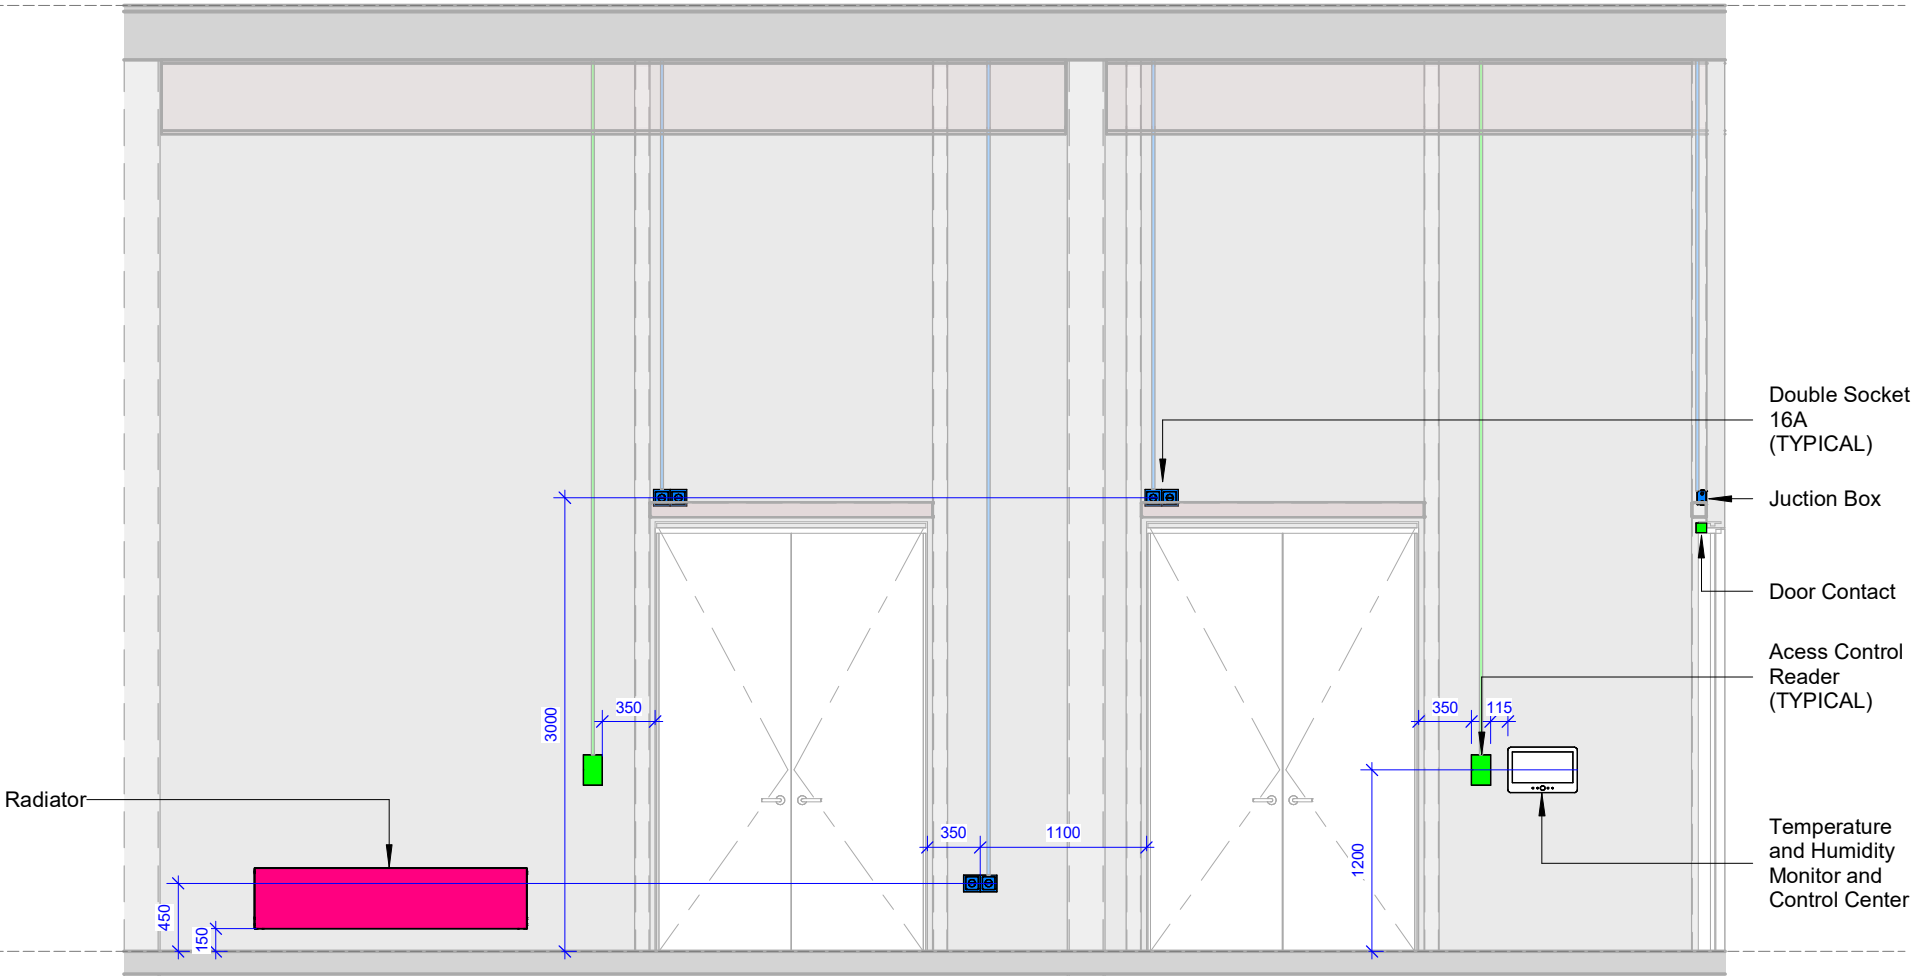 Double Socket
16A
(TYPICAL)
Juction Box
Door Contact
Acess Control
Reader
(TYPICAL)
350
3000
350
115
Radiator
350
1100
1200
Temperature
and Humidity
Monitor and
Control Center
450
150